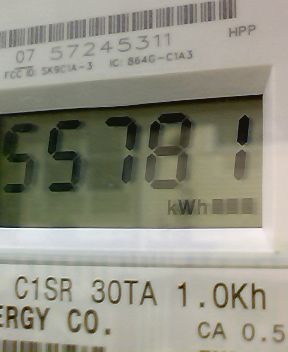 HPP
07 57245311
FCC ID: SK9C1A-3 IC: 864G-C1A3
55781
kWh
C1SR 30TA 1.0Kh
ERGY CO.
CA 0.5